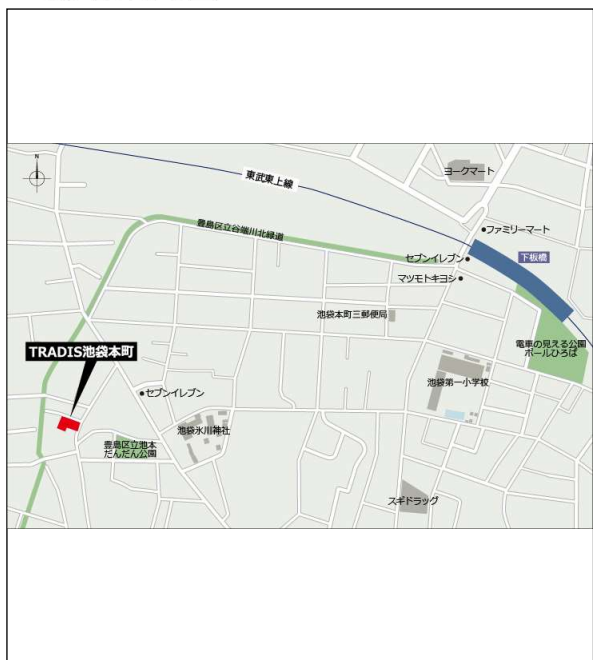 N
東武東上線
ヨークマート
豊島区立谷端川北緑道
ファミリーマート
セブンイレブン
下板橋
マツモトキヨシ
池袋本町三郵便局
電車の見える公園
ボールひろば
TRADIS池袋本町
池袋第一小学校
セブンイレブン
池袋氷川神社
豊島区立池本
だんだん公園
スギドラッグ